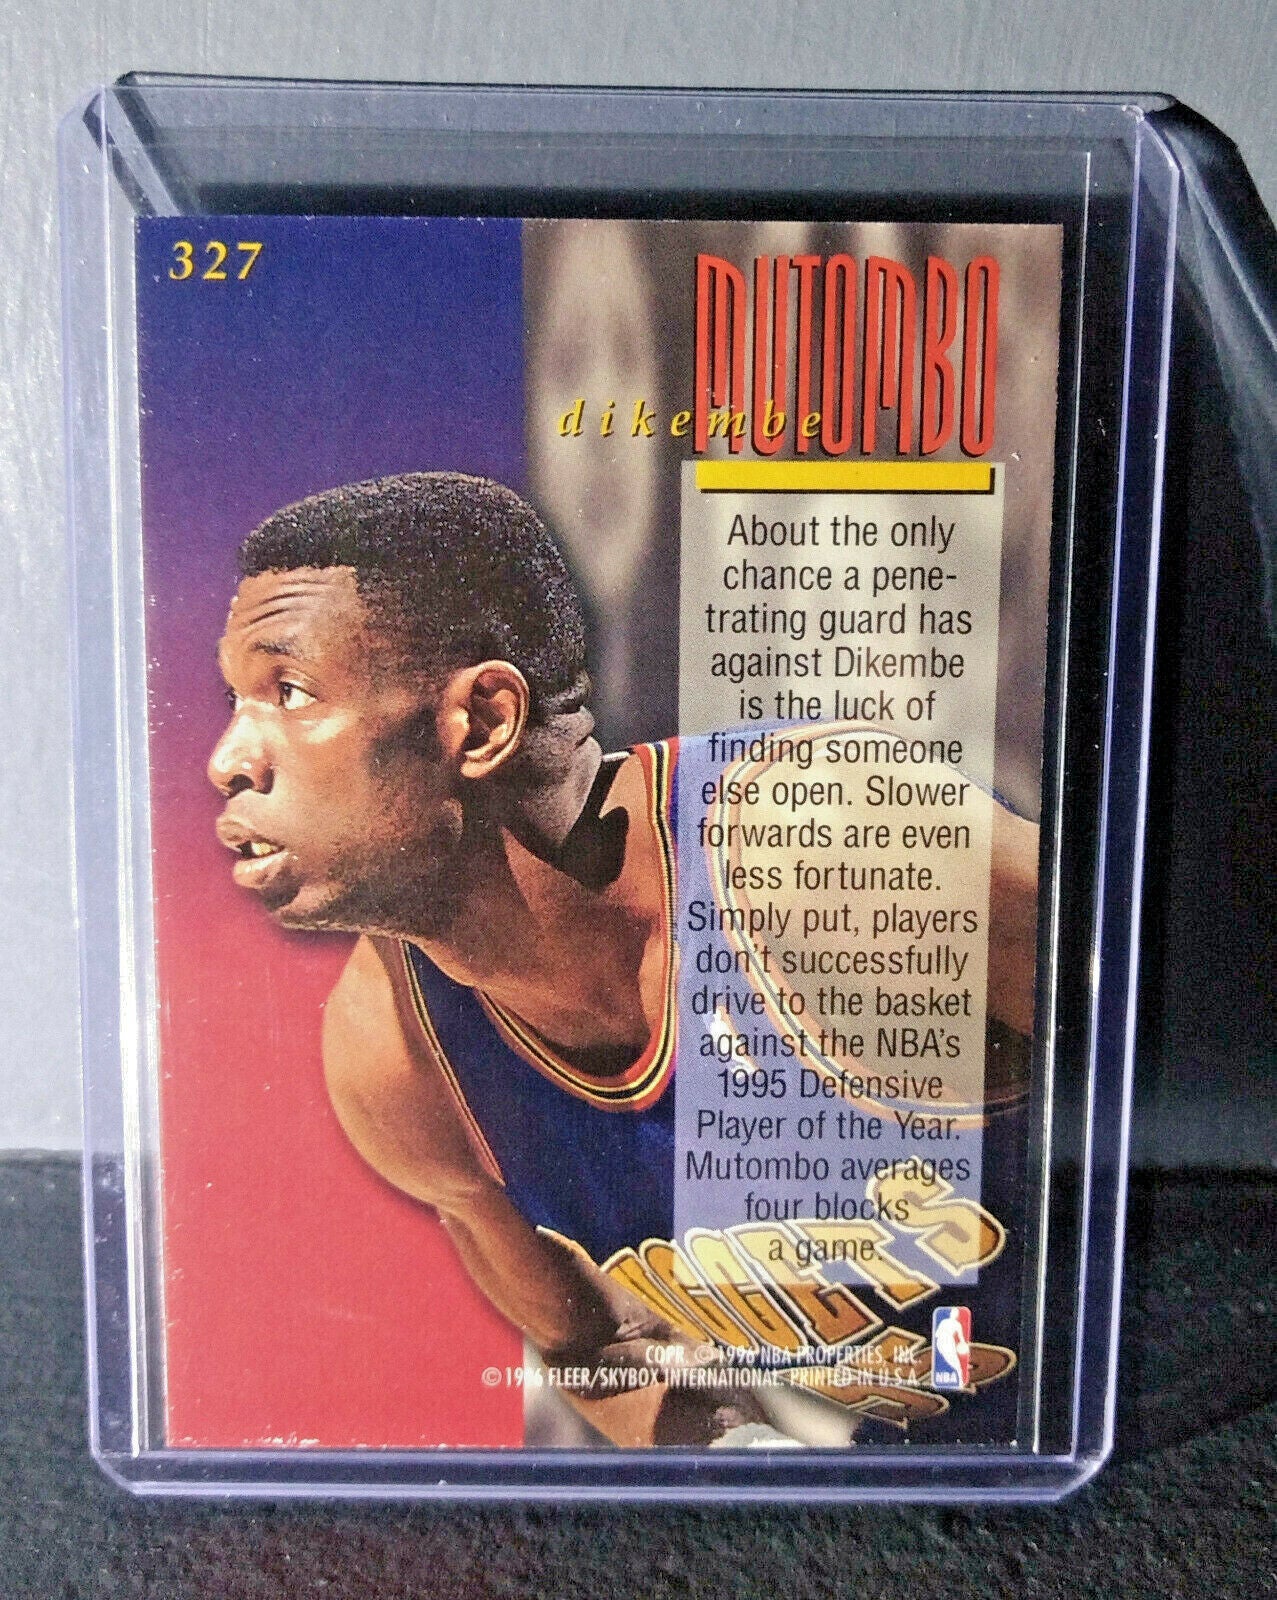 327
MUTOMBO
dikembe
About the only
chance a pene-
trating guard has
against Dikembe
is the luck of
finding someone
else open. Slower
forwards are even
less fortunate.
Simply put, players
don't successfully
drive to the basket
against the NBA's
1995 Defensive
Player of the Year.
Mutombo averages
four blocks
a game.
NUGGETS
COPR. © 1996 NBA PROPERTIES, INC.
© 1996 FLEER/SKYBOX INTERNATIONAL. PRINTED IN U.S.A.
NBA